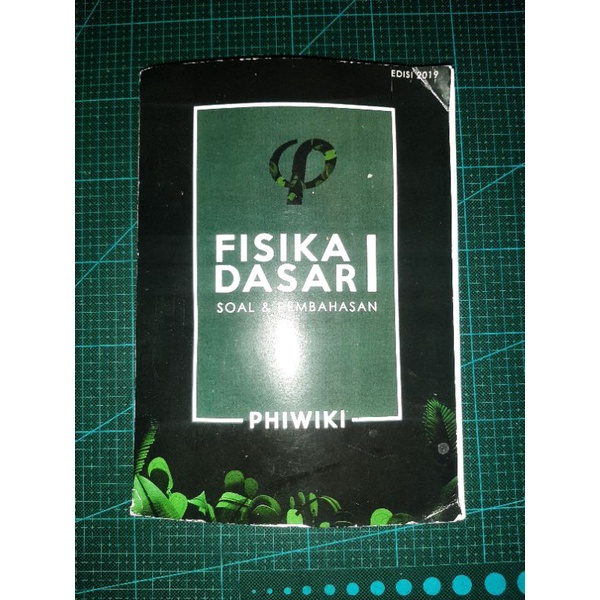 EDISI 2019
φ
FISIKA
DASAR I
SOAL & PEMBAHASAN
PHIWIKI